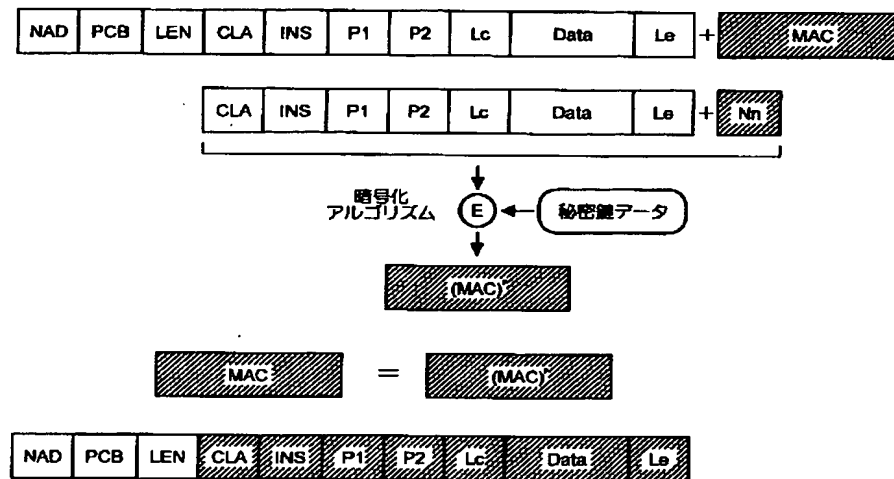 NAD PCB LEN CLA INS P1 P2 Lc Data Le + MAC
CLA INS P1 P2 Lc Data Le + Nn
暗号化
アルゴリズム E 秘密鍵データ
(MAC)*
MAC = (MAC)*
NAD PCB LEN CLA INS P1 P2 Lc Data Le